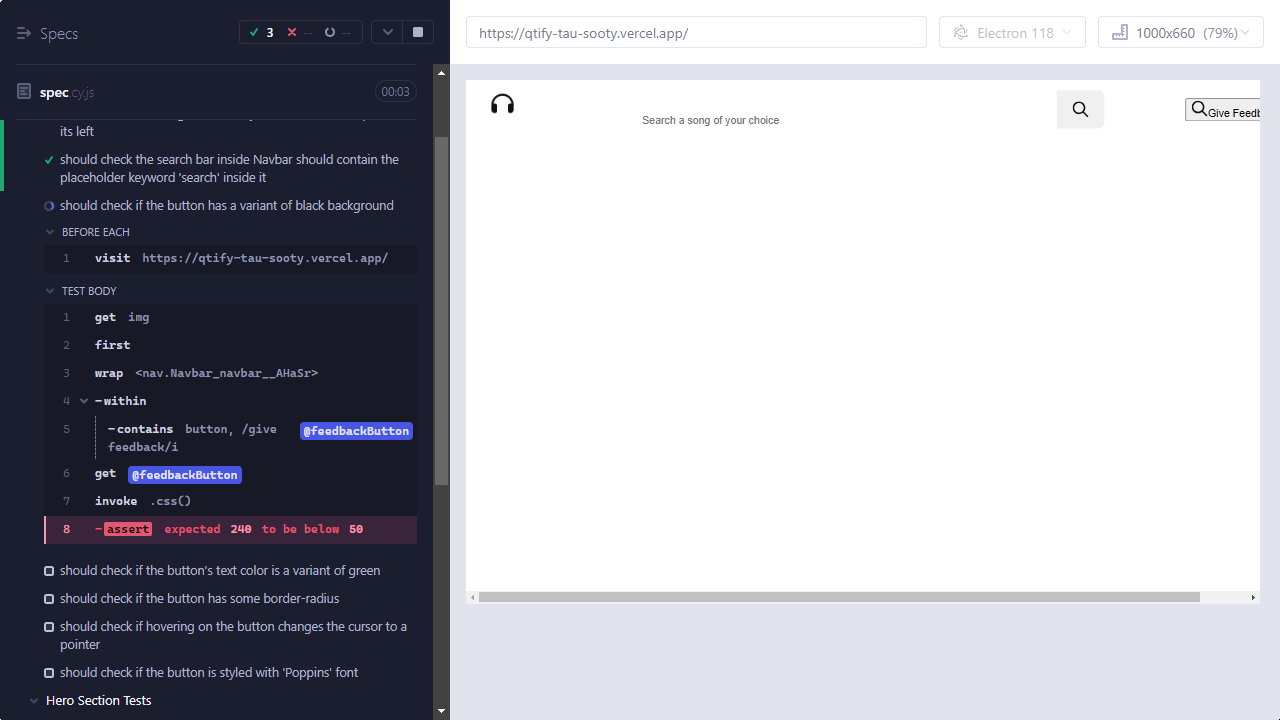 Specs
3
--
--
https://qtify-tau-sooty.vercel.app/
Electron 118
1000x660 (79%)
spec.cy.js
00:03
its left
should check the search bar inside Navbar should contain the
placeholder keyword 'search' inside it
should check if the button has a variant of black background
BEFORE EACH
1 visit https://qtify-tau-sooty.vercel.app/
TEST BODY
1 get img
2 first
3 wrap <nav.Navbar_navbar__AHaSr>
4 -within
5 -contains button, /give @feedbackButton
feedback/i
6 get @feedbackButton
7 invoke .css()
8 -assert expected 240 to be below 50
should check if the button's text color is a variant of green
should check if the button has some border-radius
should check if hovering on the button changes the cursor to a
pointer
should check if the button is styled with 'Poppins' font
Hero Section Tests
Search a song of your choice
Give Feedb